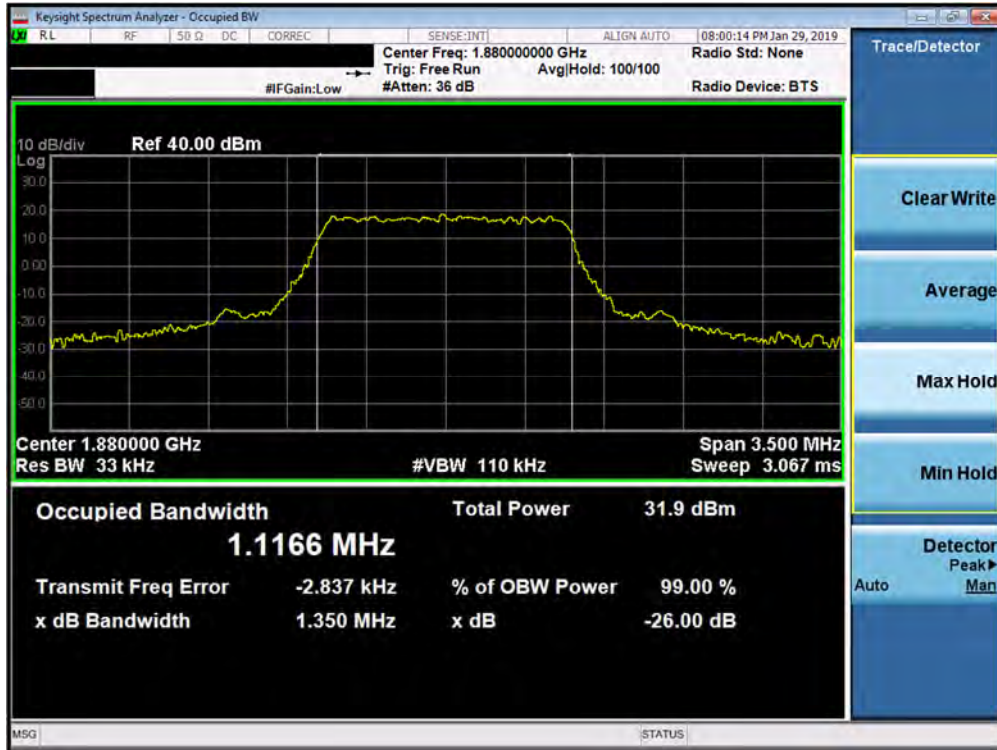 Keysight Spectrum Analyzer - Occupied BW
LXI RL RF 50 Ω DC CORREC SENSE:INT ALIGN AUTO 08:00:14 PM Jan 29, 2019
Center Freq: 1.880000000 GHz Radio Std: None
Trig: Free Run Avg|Hold: 100/100
#IFGain:Low #Atten: 36 dB Radio Device: BTS
10 dB/div Ref 40.00 dBm
Log
30.0
20.0
10.0
0.00
-10.0
-20.0
-30.0
-40.0
-50.0
Center 1.880000 GHz Span 3.500 MHz
Res BW 33 kHz #VBW 110 kHz Sweep 3.067 ms
Occupied Bandwidth Total Power 31.9 dBm
1.1166 MHz
Transmit Freq Error -2.837 kHz % of OBW Power 99.00 %
x dB Bandwidth 1.350 MHz x dB -26.00 dB
MSG STATUS
Trace/Detector
Clear Write
Average
Max Hold
Min Hold
Detector
Peak▶
Auto Man